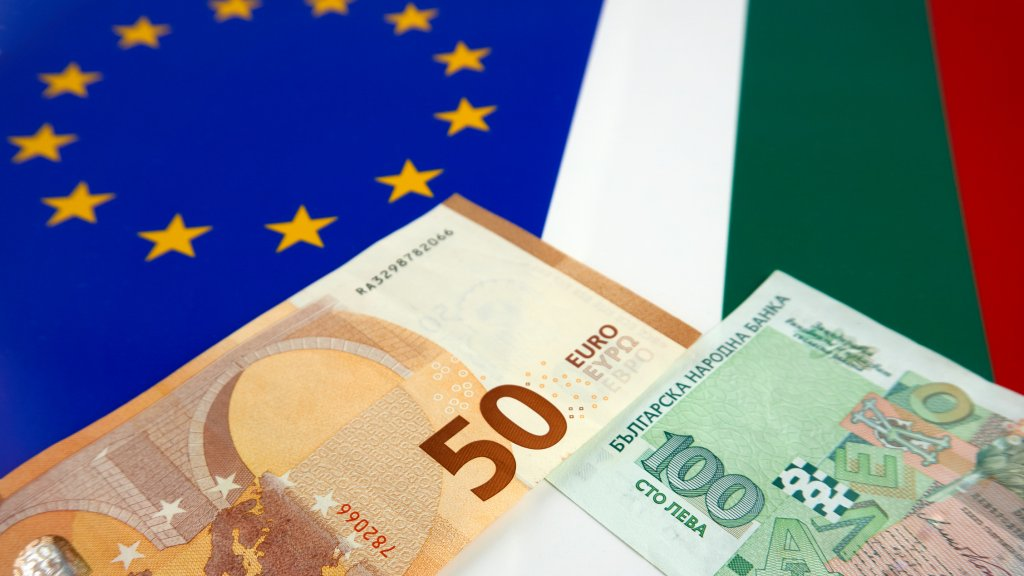 RA3298782066
50
EURO
ΕΥΡΩ
ЕВРО
782066
БЪЛГАРСКА НАРОДНА БАНКА
100
СТО ЛЕВА